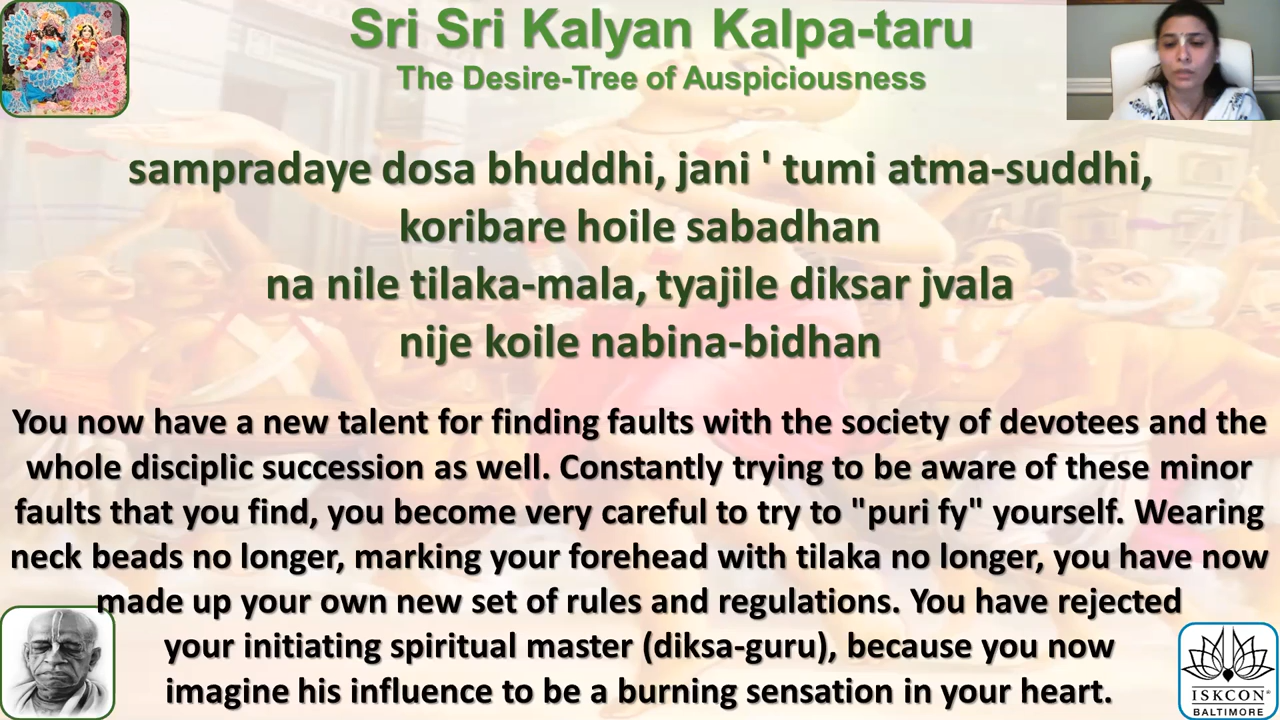 Sri Sri Kalyan Kalpa-taru
The Desire-Tree of Auspiciousness
sampradaye dosa bhuddhi, jani ' tumi atma-suddhi,
koribare hoile sabadhan
na nile tilaka-mala, tyajile diksar jvala
nije koile nabina-bidhan
You now have a new talent for finding faults with the society of devotees and the
whole disciplic succession as well. Constantly trying to be aware of these minor
faults that you find, you become very careful to try to "puri fy" yourself. Wearing
neck beads no longer, marking your forehead with tilaka no longer, you have now
made up your own new set of rules and regulations. You have rejected
your initiating spiritual master (diksa-guru), because you now
imagine his influence to be a burning sensation in your heart.
ISKCON®
BALTIMORE